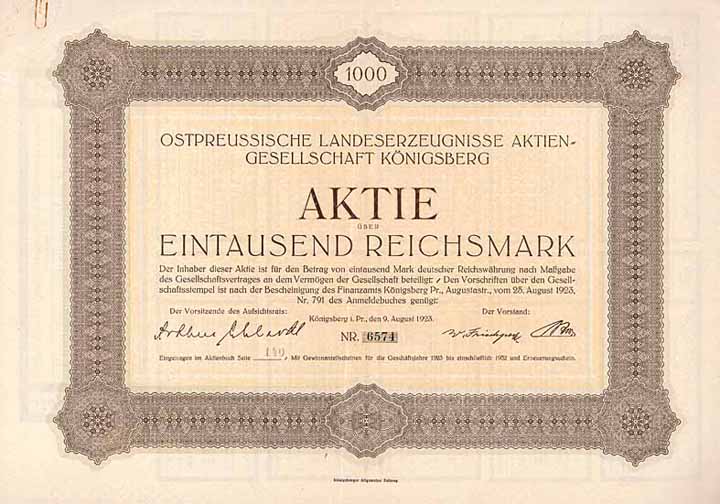 1000
OSTPREUSSISCHE LANDESERZEUGNISSE AKTIEN-
GESELLSCHAFT KÖNIGSBERG
AKTIE
ÜBER
EINTAUSEND REICHSMARK
Der Inhaber dieser Aktie ist für den Betrag von eintausend Mark deutscher Reichswährung nach Maßgabe
des Gesellschaftsvertrages an dem Vermögen der Gesellschaft beteiligt. Den Vorschriften über den Gesell-
schaftsstempel ist nach der Bescheinigung des Finanzamts Königsberg Pr., Augustastr., vom 25. August 1923,
Nr. 791 des Anmeldebuches genügt.
Der Vorsitzende des Aufsichtsrats:
Königsberg i. Pr., den 9. August 1923.
Der Vorstand:
NR. 6574
Eingetragen im Aktienbuch Seite 140, Mit Gewinnanteilscheinen für die Geschäftsjahre 1923 bis einschließlich 1932 und Erneuerungsschein.
Königsberger Allgemeine Zeitung